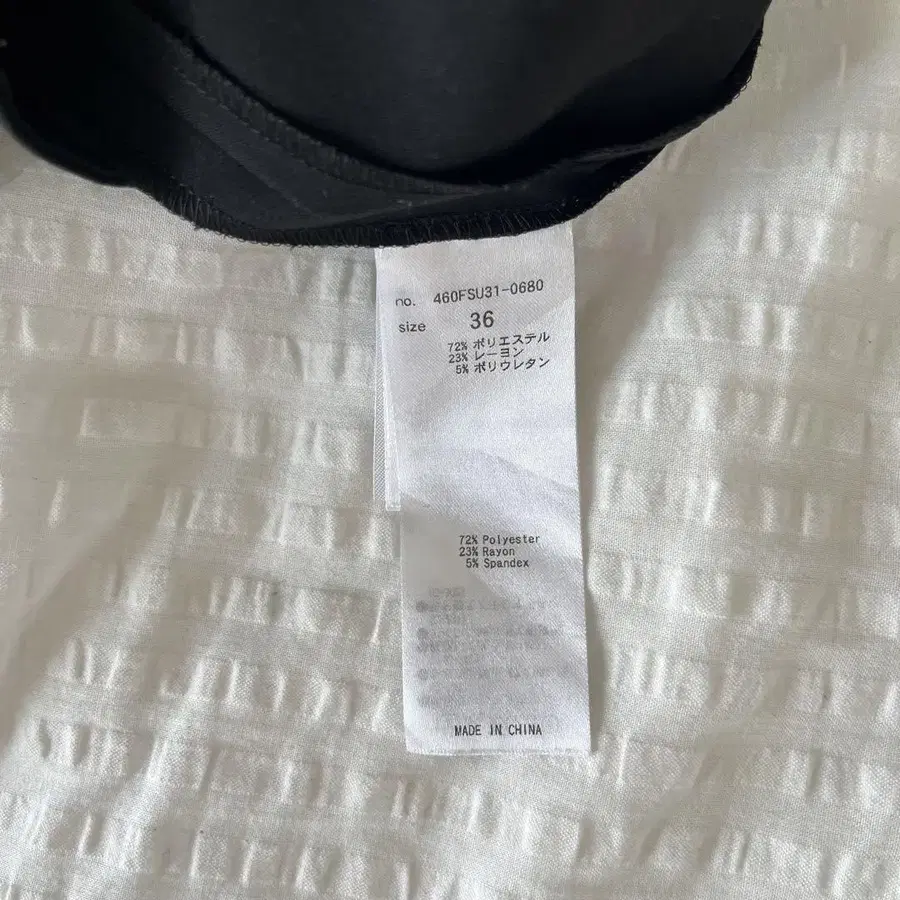 no. 460FSU31-0680
size 36
72% ポリエステル
23% レーヨン
5% ポリウレタン
72% Polyester
23% Rayon
5% Spandex
MADE IN CHINA